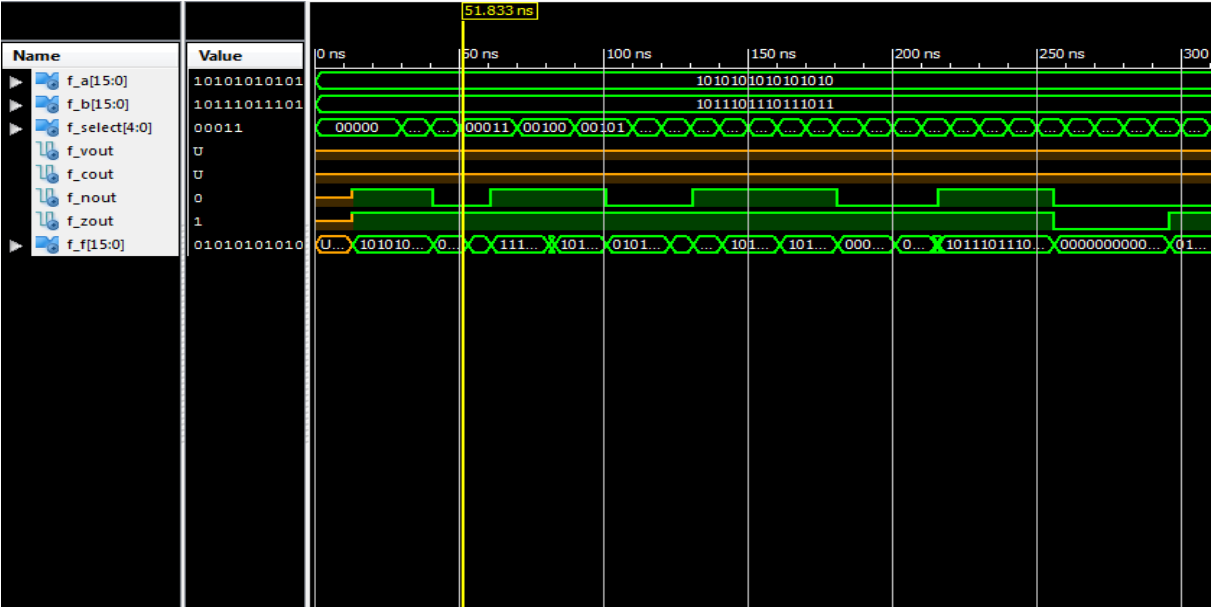 51.833 ns
Name Value 0 ns 50 ns 100 ns 150 ns 200 ns 250 ns 300
f_a[15:0] 10101010101 1010101010101010
f_b[15:0] 10111011101 1011101110111011
f_select[4:0] 00011 00000 ... ... 00011 00100 00101 ... ... ... ... ... ... ... ... ... ... ... ... ... ... ... ... ... ... ... ...
f_vout U
f_cout U
f_nout 0
f_zout 1
f_f[15:0] 01010101010 U... 101010... 0... 111... 101... 0101... ... ... 101... 101... 000... 0... 1011101110... 0000000000... 01...